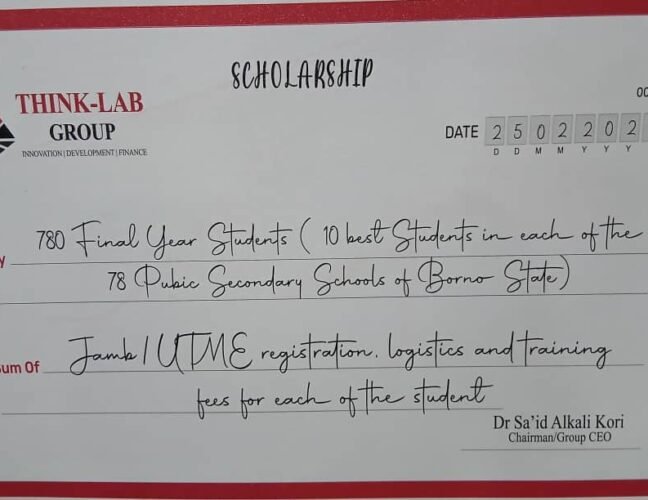 SCHOLARSHIP
THINK-LAB
GROUP
INNOVATION | DEVELOPMENT | FINANCE
DATE 2 5 0 2 2 0 2
D D M M Y Y Y
780 Final Year Students ( 10 best Students in each of the
78 Pubic Secondary Schools of Borno State)
um Of Jamb / UTME registration. logistics and training
fees for each of the student
Dr Sa'id Alkali Kori
Chairman/Group CEO